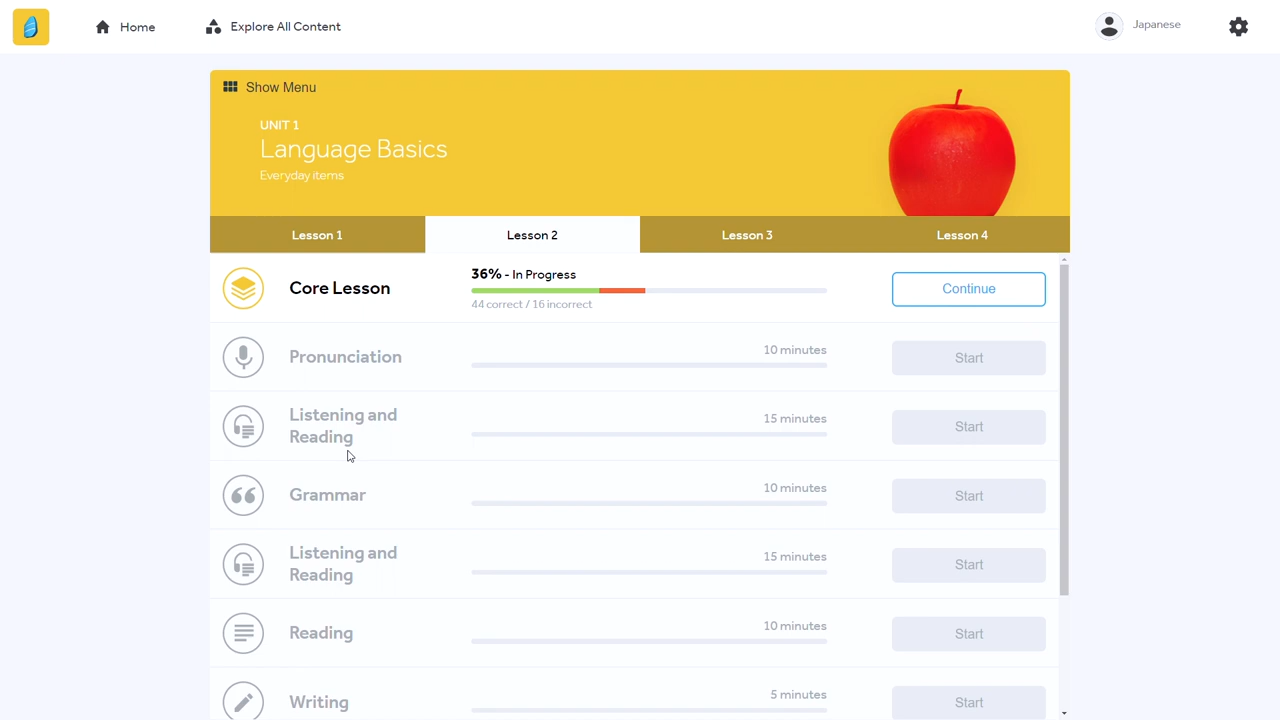 Home
Explore All Content
Japanese
Show Menu
UNIT 1
Language Basics
Everyday items
Lesson 1
Lesson 2
Lesson 3
Lesson 4
Core Lesson
36% - In Progress
44 correct / 16 incorrect
Continue
Pronunciation
10 minutes
Start
Listening and
Reading
15 minutes
Start
Grammar
10 minutes
Start
Listening and
Reading
15 minutes
Start
Reading
10 minutes
Start
Writing
5 minutes
Start